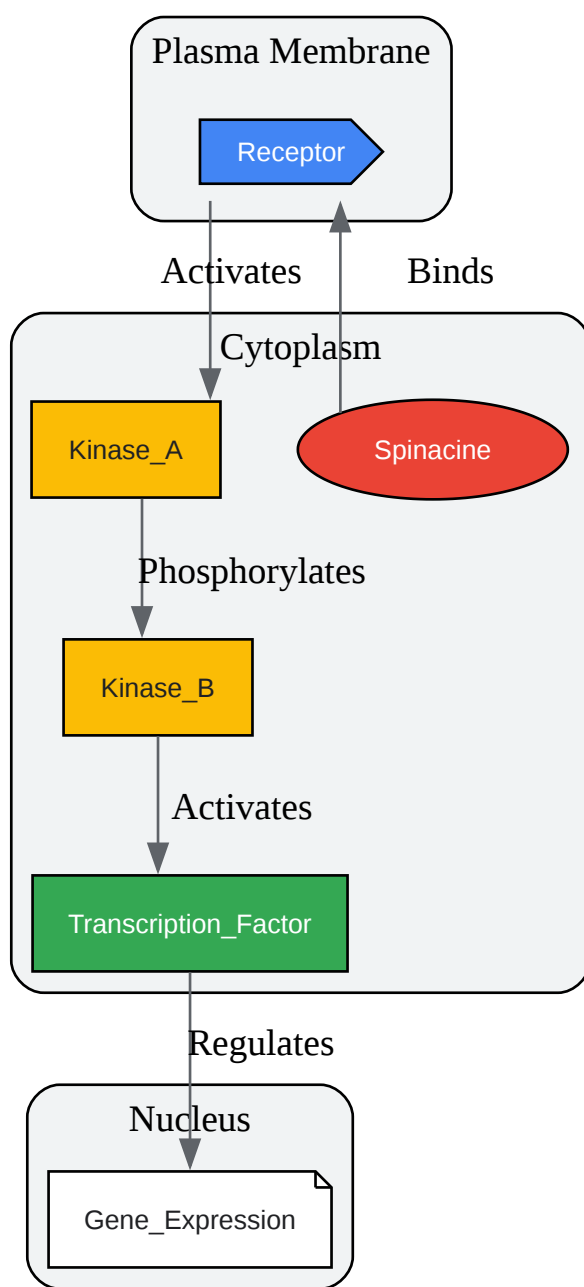 Plasma Membrane
Receptor
Activates
Binds
Cytoplasm
Kinase_A
Spinacine
Phosphorylates
Kinase_B
Activates
Transcription_Factor
Regulates
Nucleus
Gene_Expression